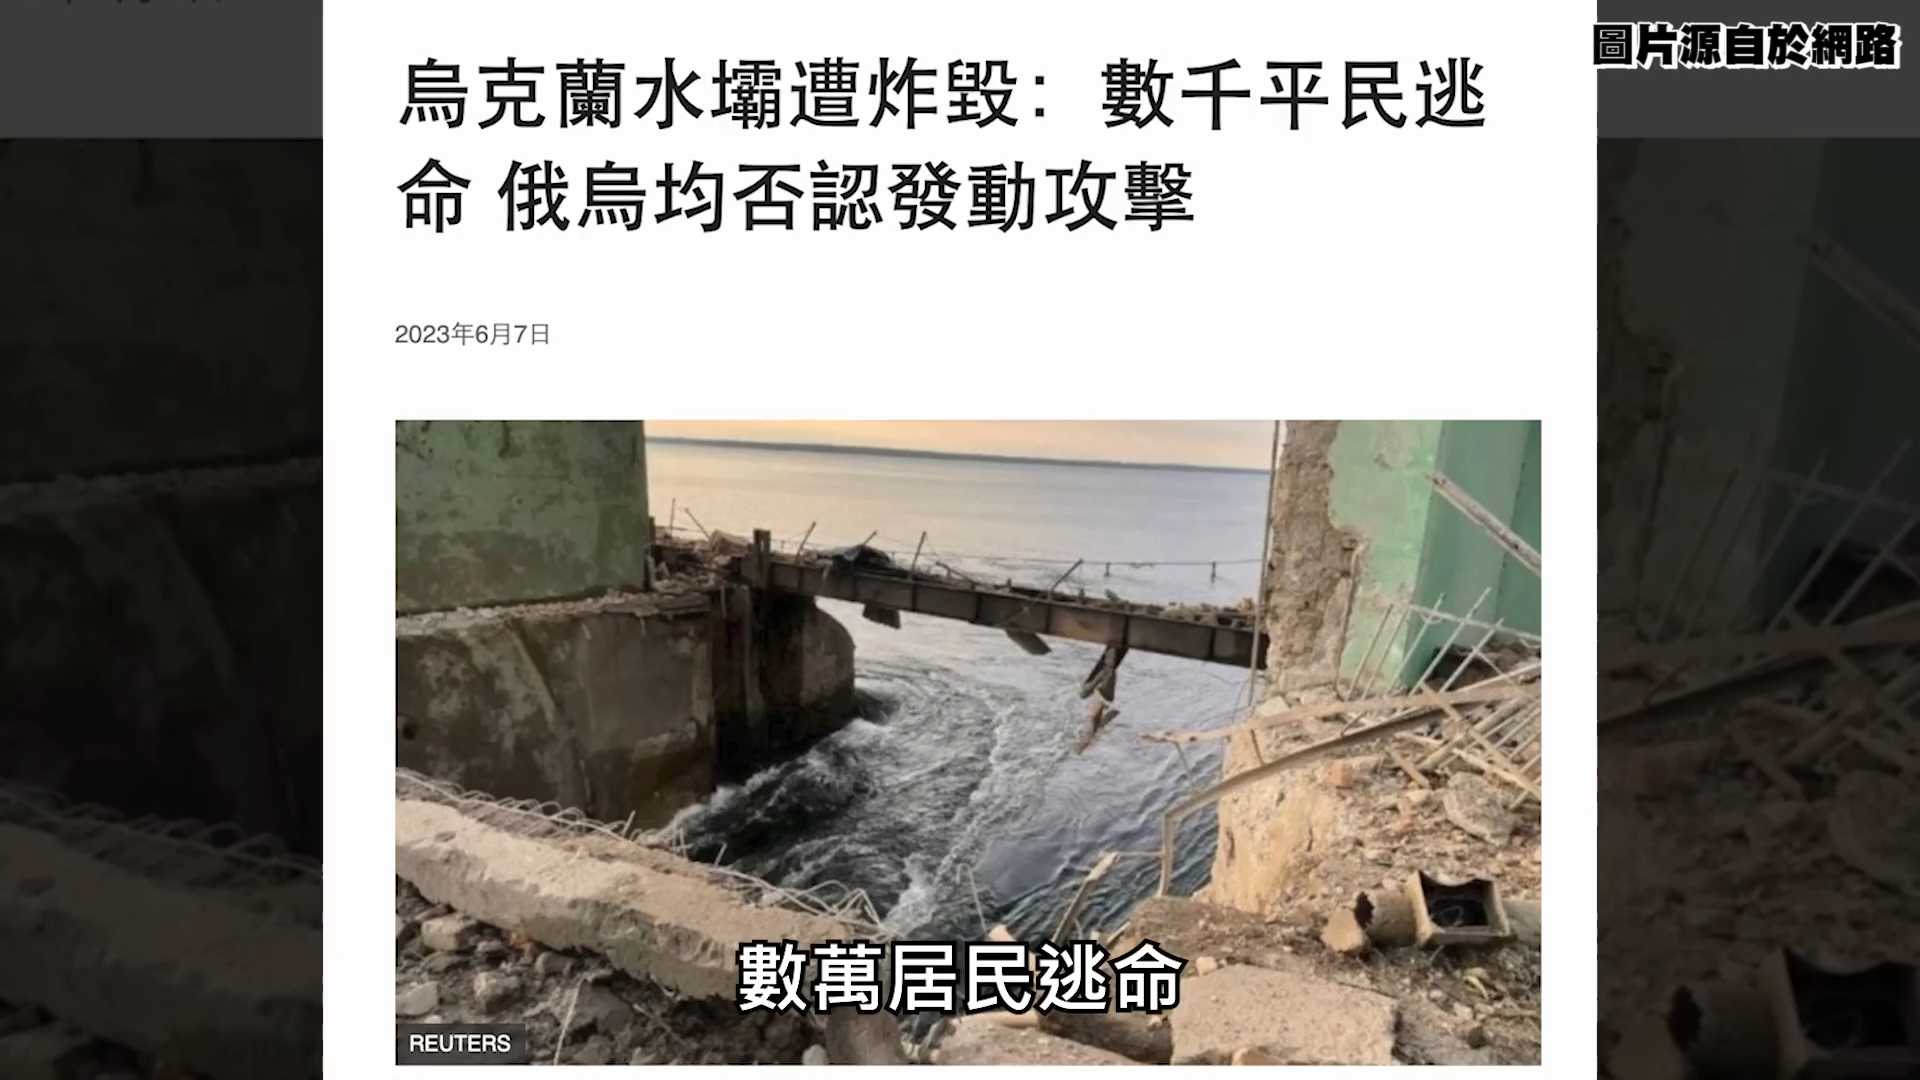 圖片源自於網路
烏克蘭水壩遭炸毀：數千平民逃
命 俄烏均否認發動攻擊
2023年6月7日
數萬居民逃命
REUTERS